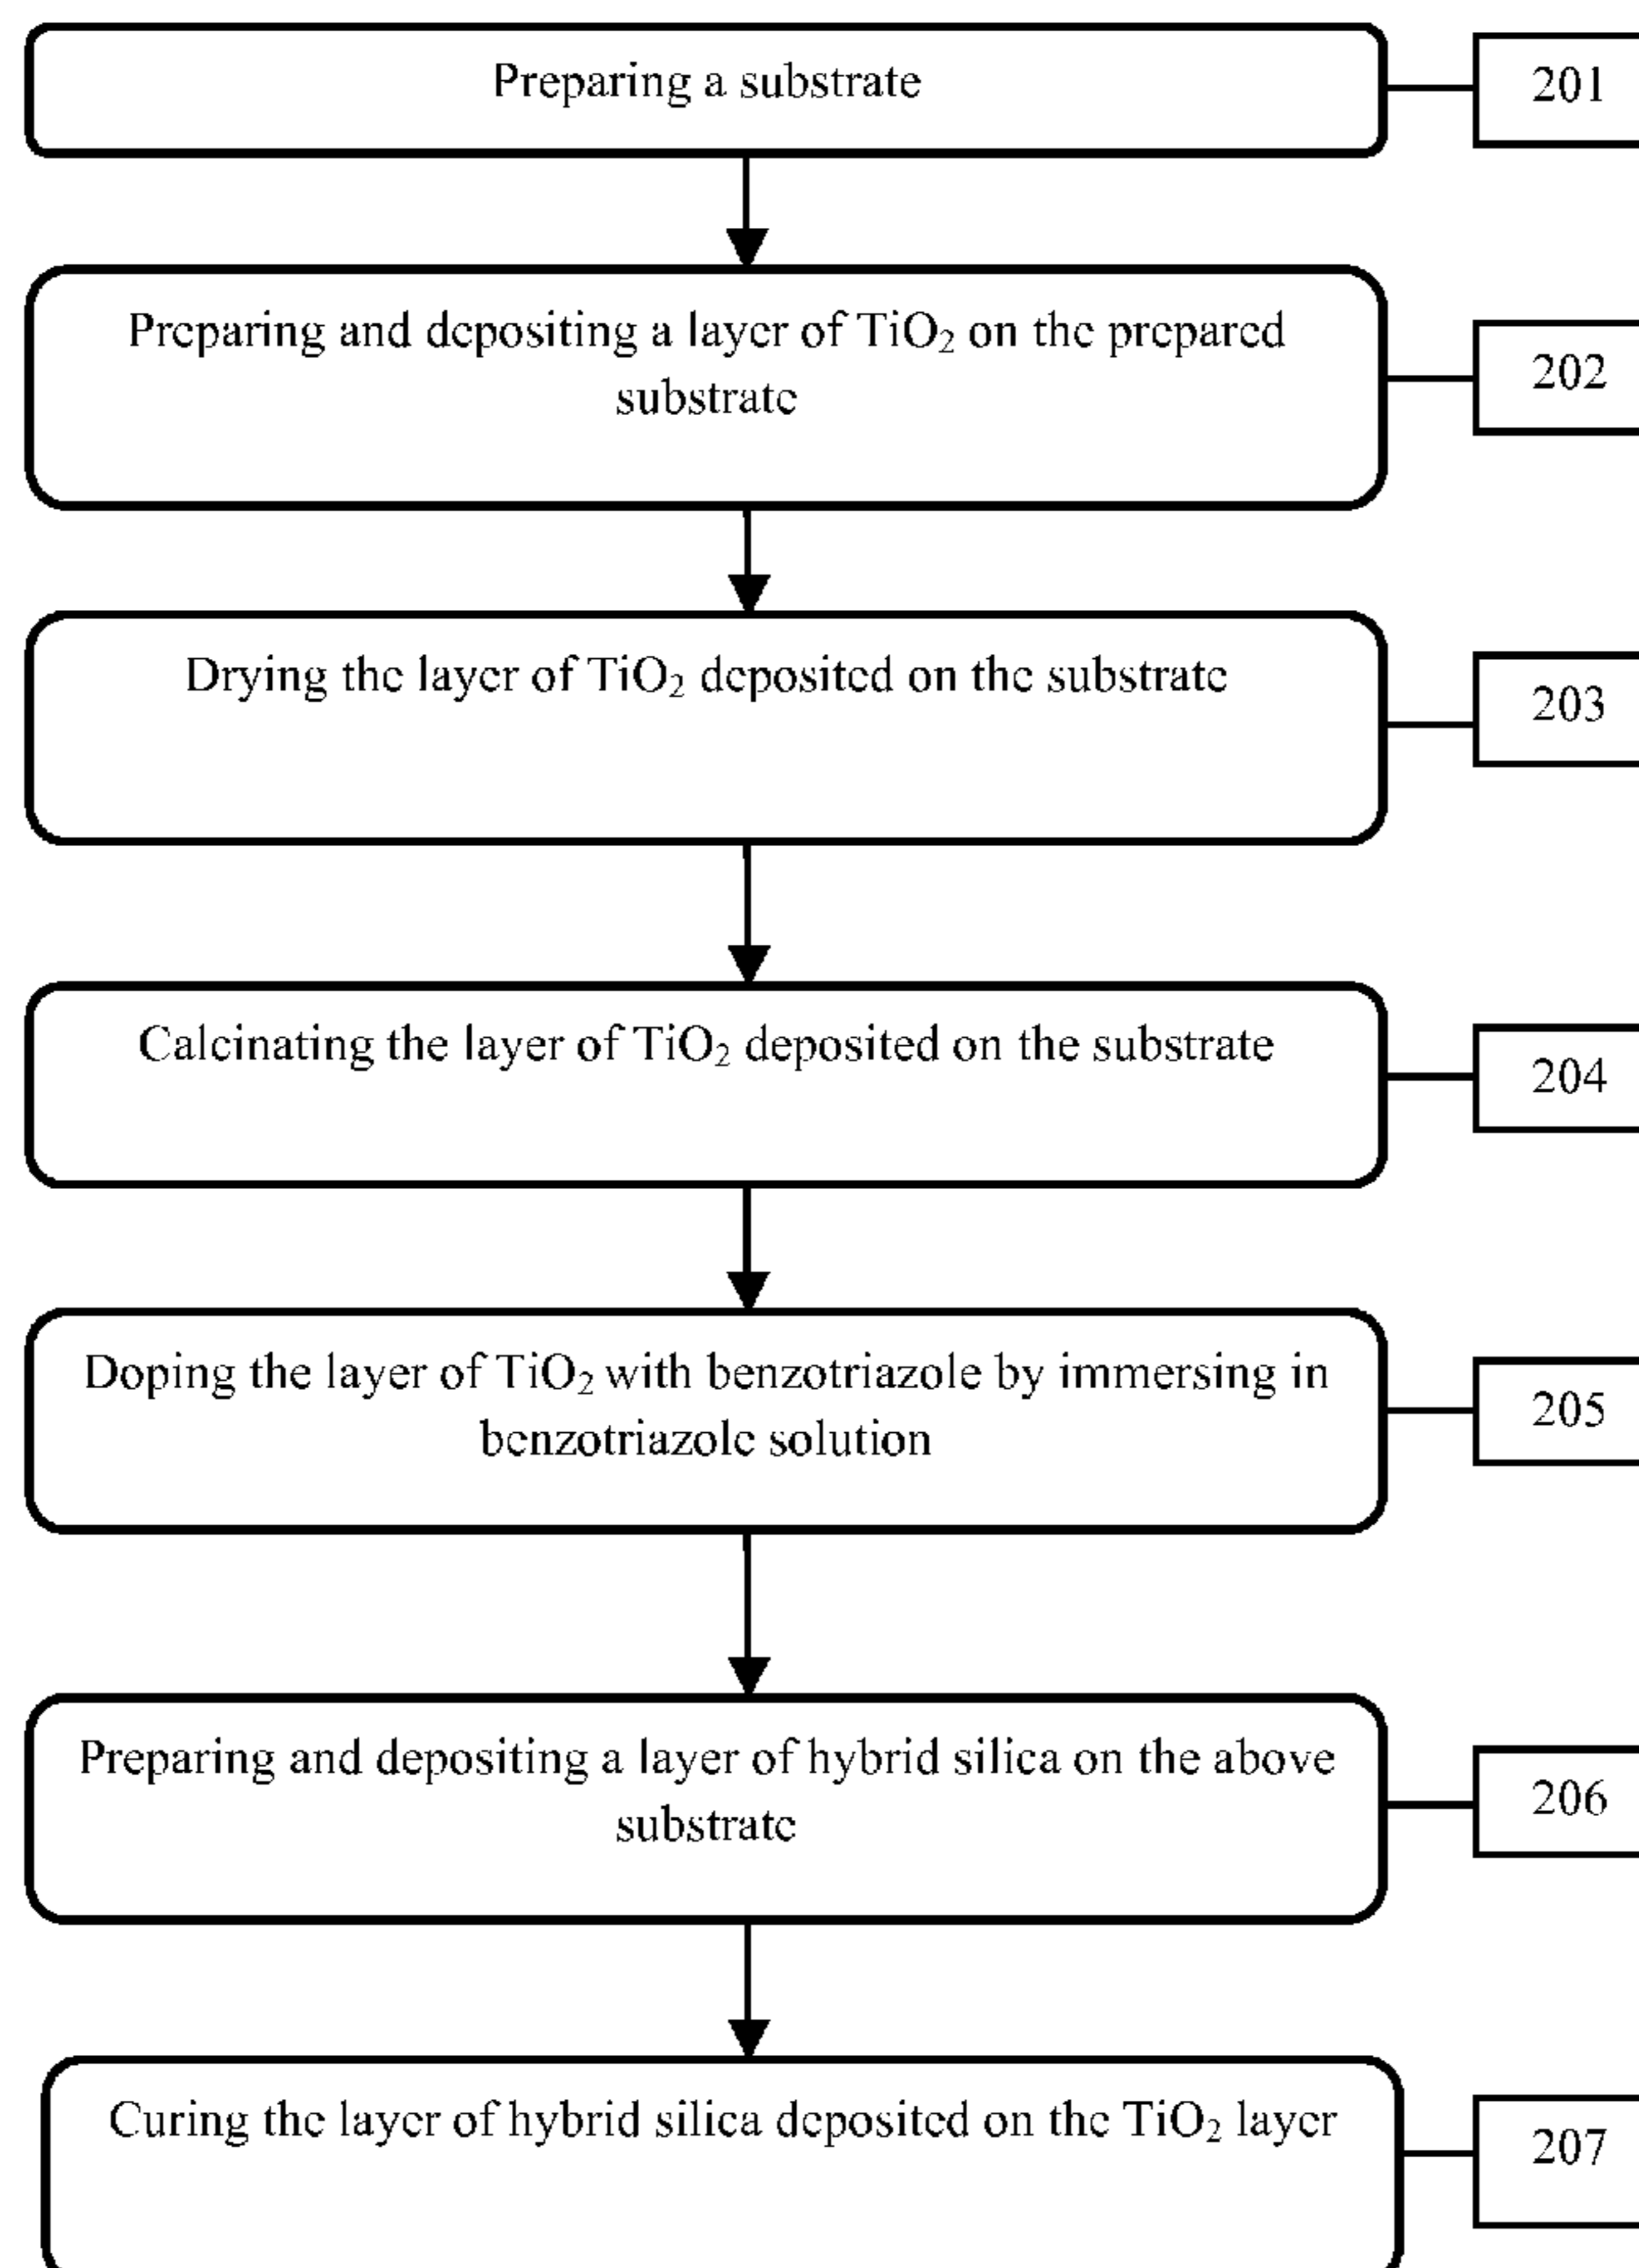 Preparing a substrate
201
Preparing and depositing a layer of TiO₂ on the prepared
substrate
202
Drying the layer of TiO₂ deposited on the substrate
203
Calcinating the layer of TiO₂ deposited on the substrate
204
Doping the layer of TiO₂ with benzotriazole by immersing in
benzotriazole solution
205
Preparing and depositing a layer of hybrid silica on the above
substrate
206
Curing the layer of hybrid silica deposited on the TiO₂ layer
207